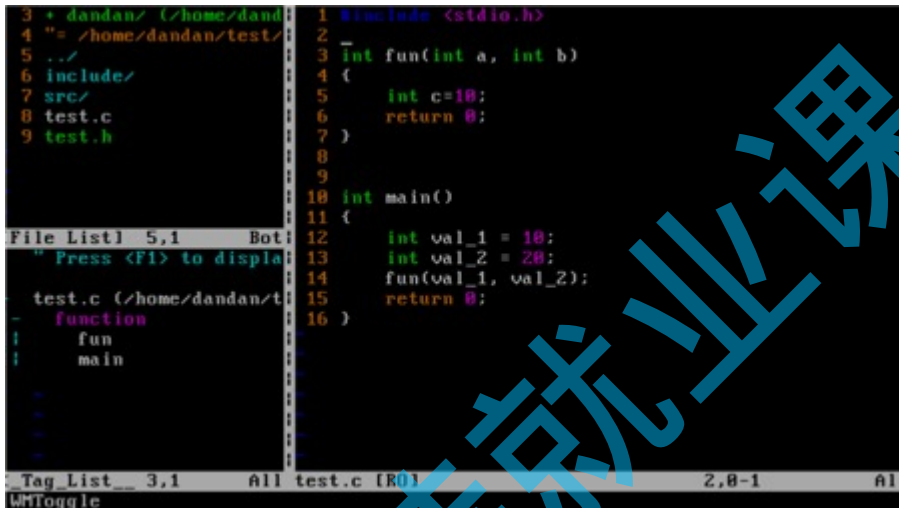 3 + dandan/ (/home/dand
4 "= /home/dandan/test/
5 ../
6 include/
7 src/
8 test.c
9 test.h
File List] 5,1 Bot
" Press <F1> to displa
test.c (/home/dandan/t
- function
fun
main
~
~
~
~
_Tag_List__ 3,1 All
1 #include <stdio.h>
2
3 int fun(int a, int b)
4 {
5 int c=10;
6 return 0;
7 }
8
9
10 int main()
11 {
12 int val_1 = 10;
13 int val_2 = 20;
14 fun(val_1, val_2);
15 return 0;
16 }
~
~
~
~
~
~
~
test.c [RO] 2,0-1 Al
WMToggle
就业课